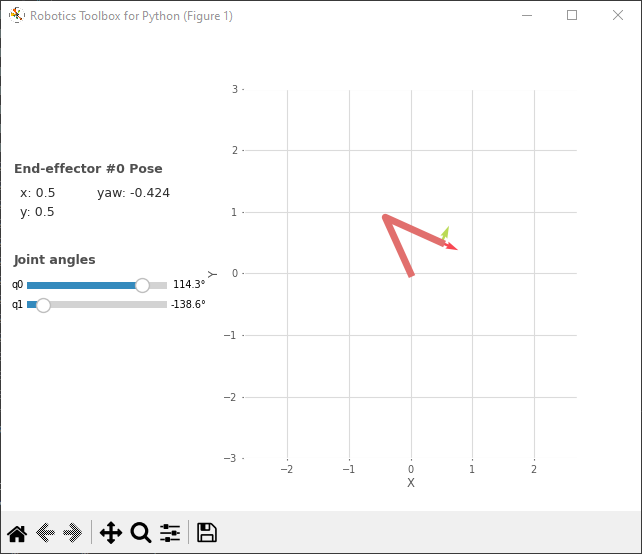 Robotics Toolbox for Python (Figure 1)
End-effector #0 Pose
x: 0.5 yaw: -0.424
y: 0.5
Joint angles
q0 114.3°
q1 -138.6°
3
2
1
0
−1
−2
−3
Y
−2 −1 0 1 2
X